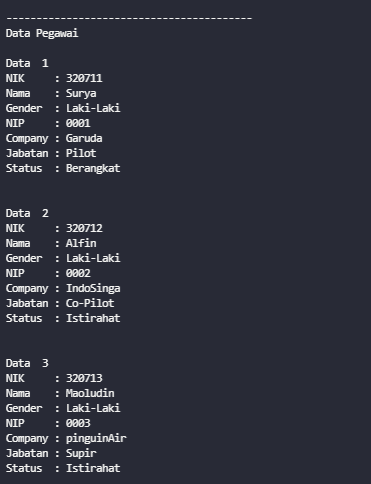 -----------------------------------------
Data Pegawai
Data  1
NIK     : 320711
Nama    : Surya
Gender  : Laki-Laki
NIP     : 0001
Company : Garuda
Jabatan : Pilot
Status  : Berangkat
Data  2
NIK     : 320712
Nama    : Alfin
Gender  : Laki-Laki
NIP     : 0002
Company : IndoSinga
Jabatan : Co-Pilot
Status  : Istirahat
Data  3
NIK     : 320713
Nama    : Maoludin
Gender  : Laki-Laki
NIP     : 0003
Company : pinguinAir
Jabatan : Supir
Status  : Istirahat